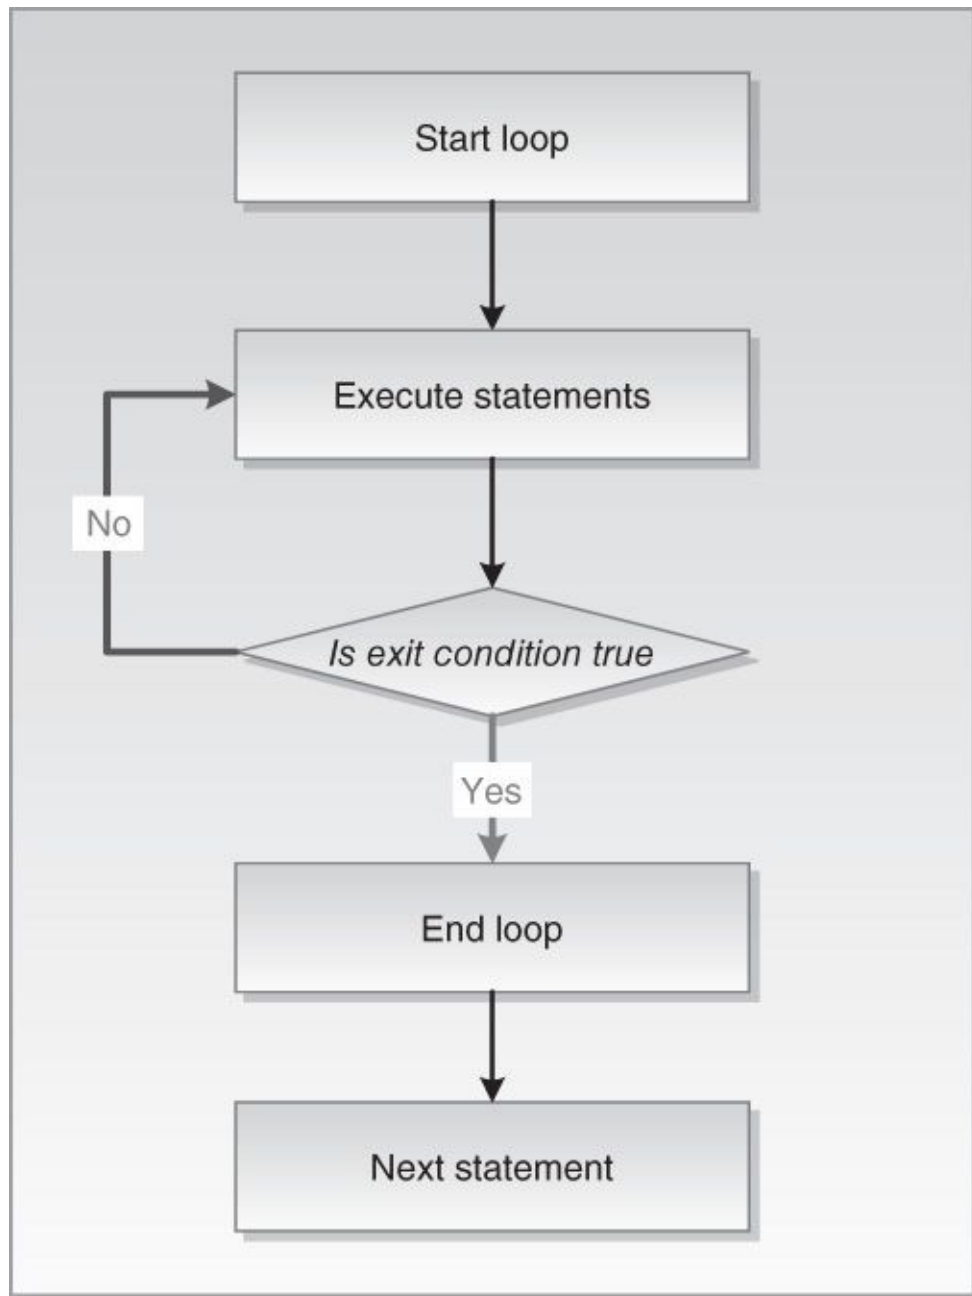 Start loop
Execute statements
No
Is exit condition true
Yes
End loop
Next statement